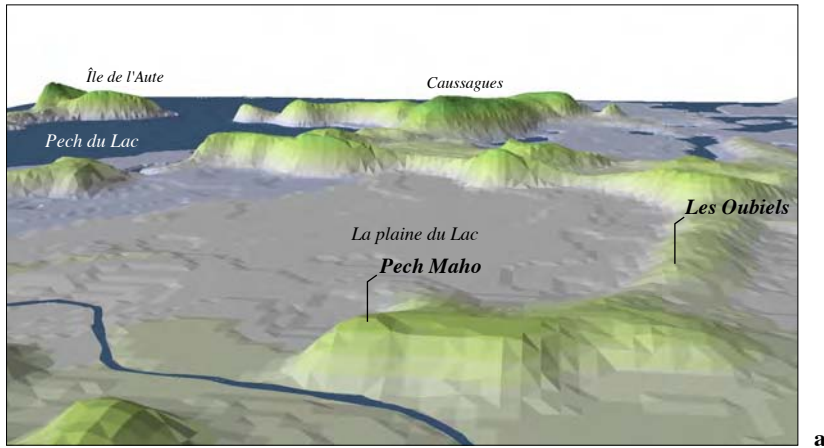 Île de l'Aute
Caussagues
Pech du Lac
Les Oubiels
La plaine du Lac
Pech Maho
a